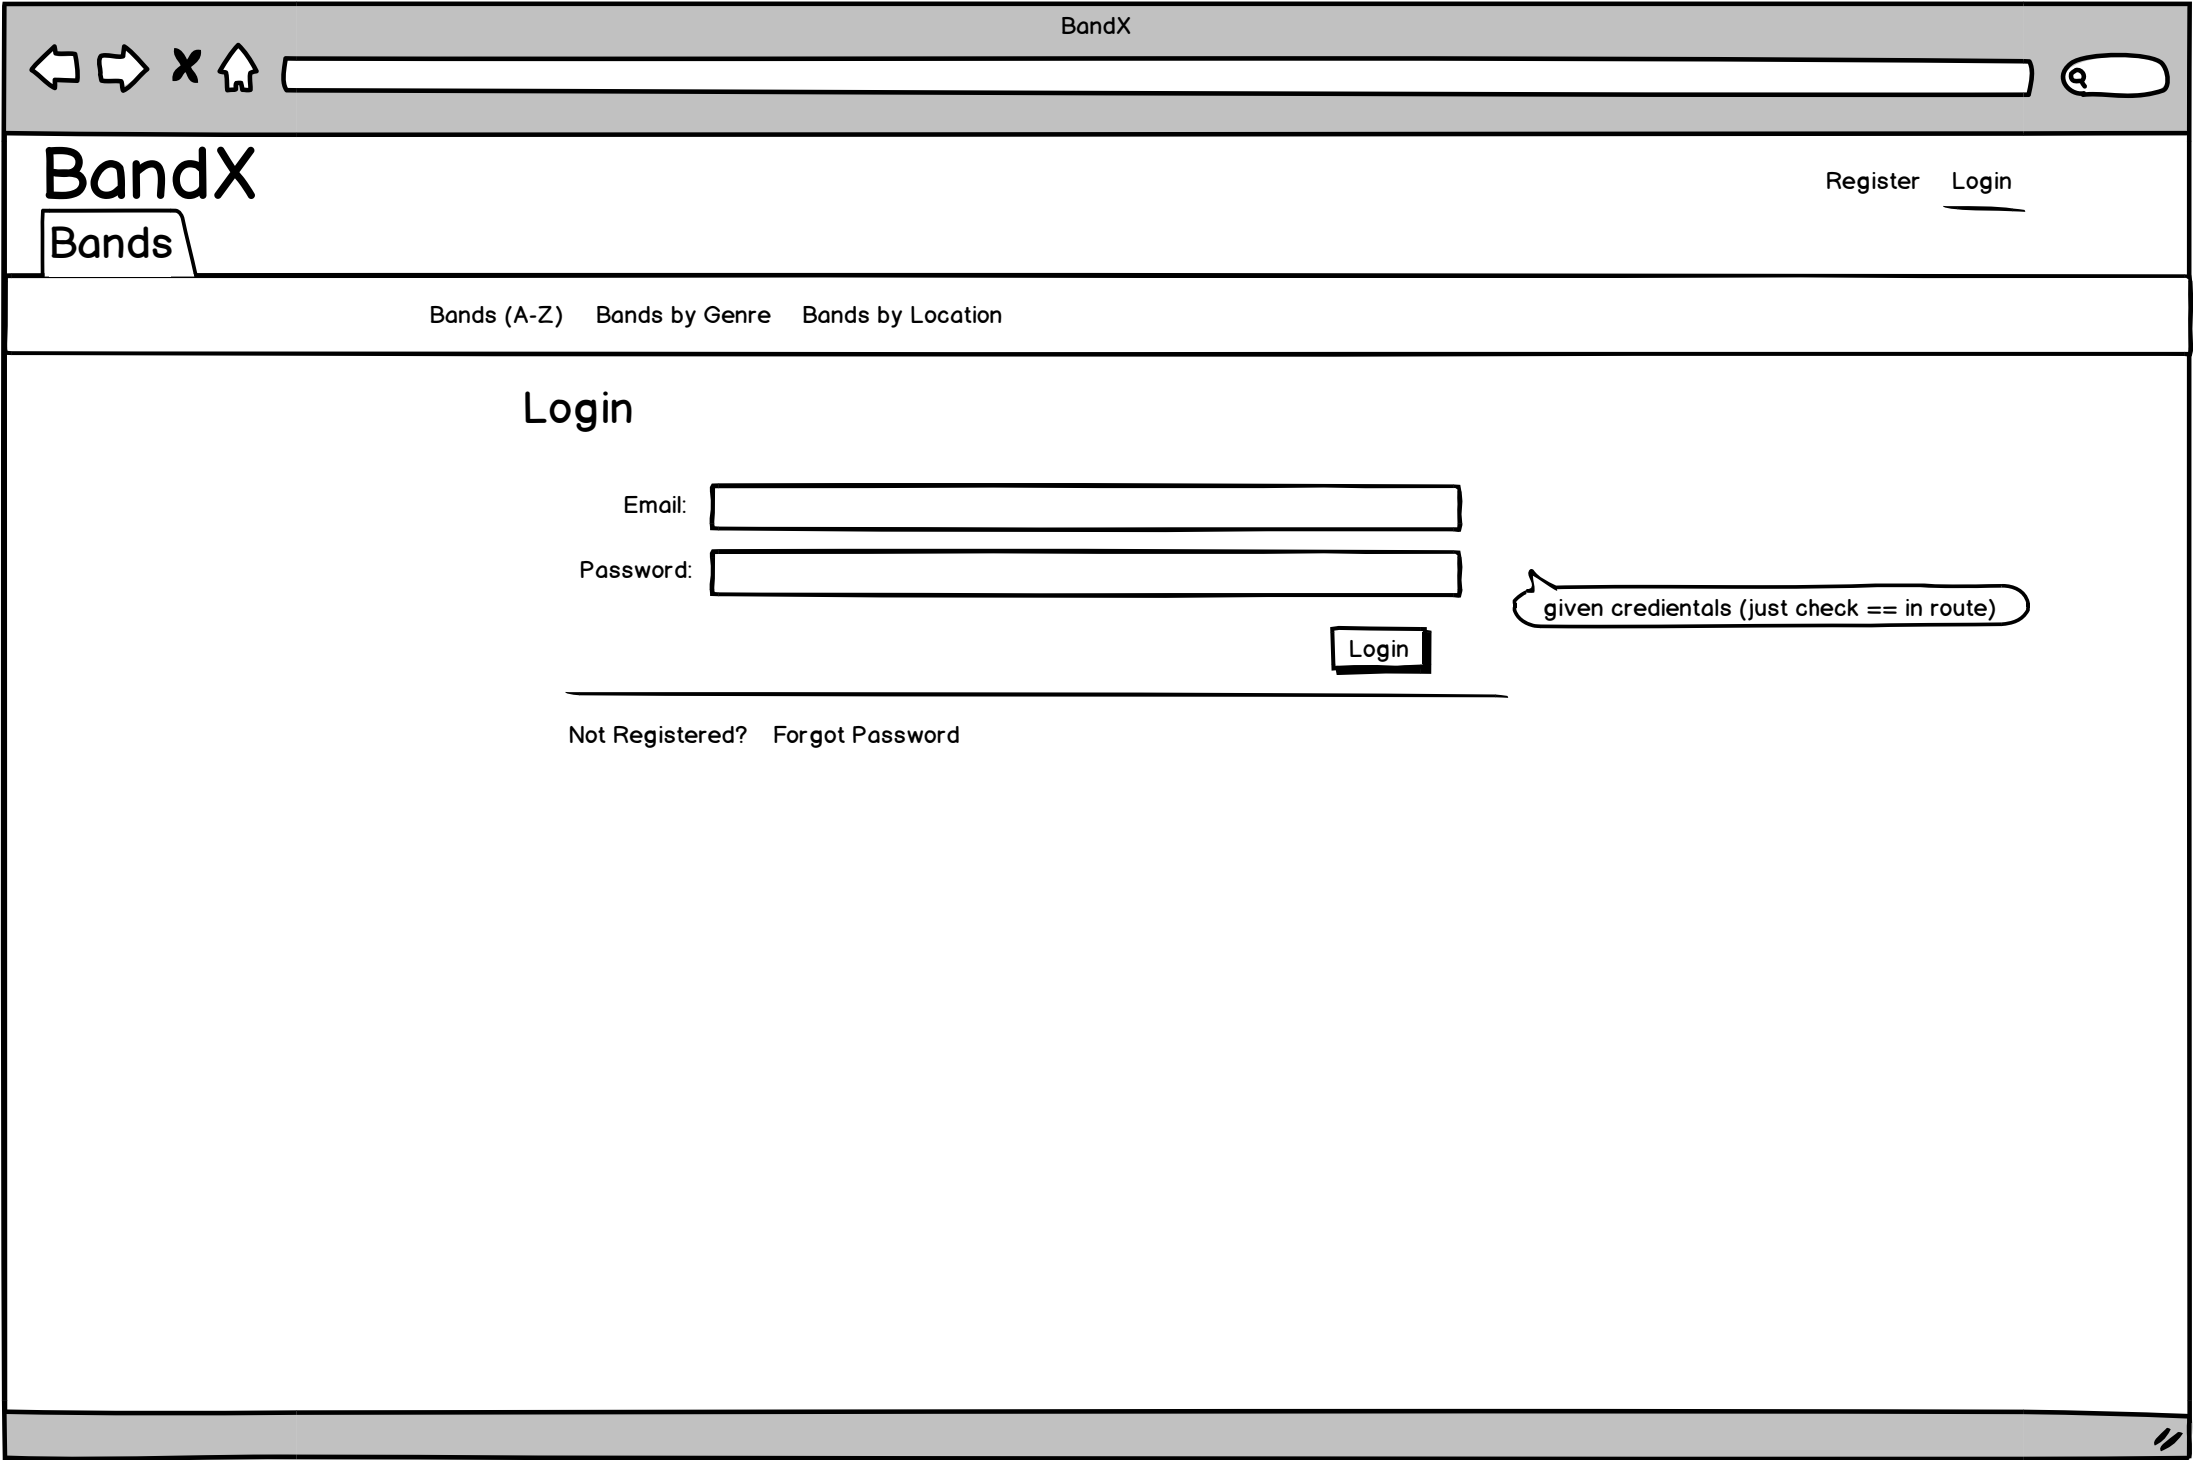 BandX
BandX
Register Login
Bands
Bands (A-Z) Bands by Genre Bands by Location
Login
Email:
Password:
given credientals (just check == in route)
Login
Not Registered? Forgot Password